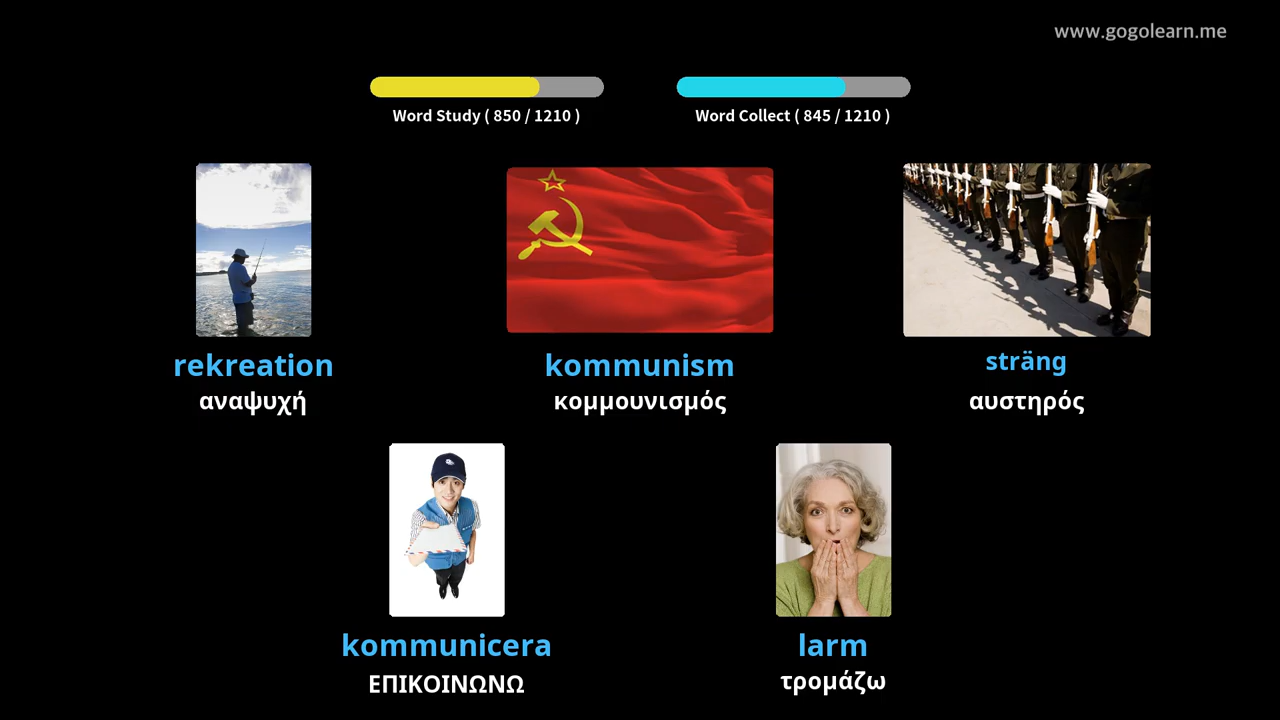 www.gogolearn.me
Word Study ( 850 / 1210 )
Word Collect ( 845 / 1210 )
rekreation
αναψυχή
kommunism
κομμουνισμός
sträng
αυστηρός
kommunicera
ΕΠΙΚΟΙΝΩΝΩ
larm
τρομάζω